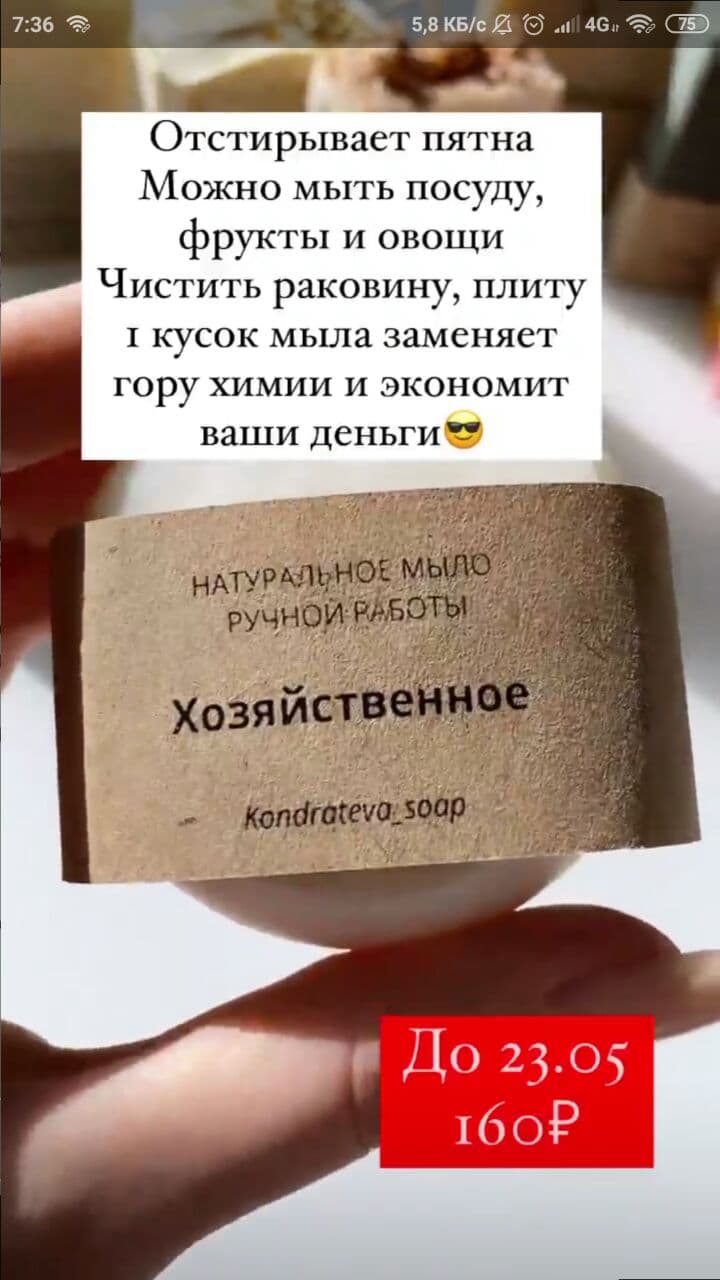 7:36 5,8 КБ/с 4G 75
Отстирывает пятна
Можно мыть посуду,
фрукты и овощи
Чистить раковину, плиту
1 кусок мыла заменяет
гору химии и экономит
ваши деньги😎
НАТУРАЛЬНОЕ МЫЛО
РУЧНОЙ РАБОТЫ
Хозяйственное
Kondrateva_soap
До 23.05
160₽